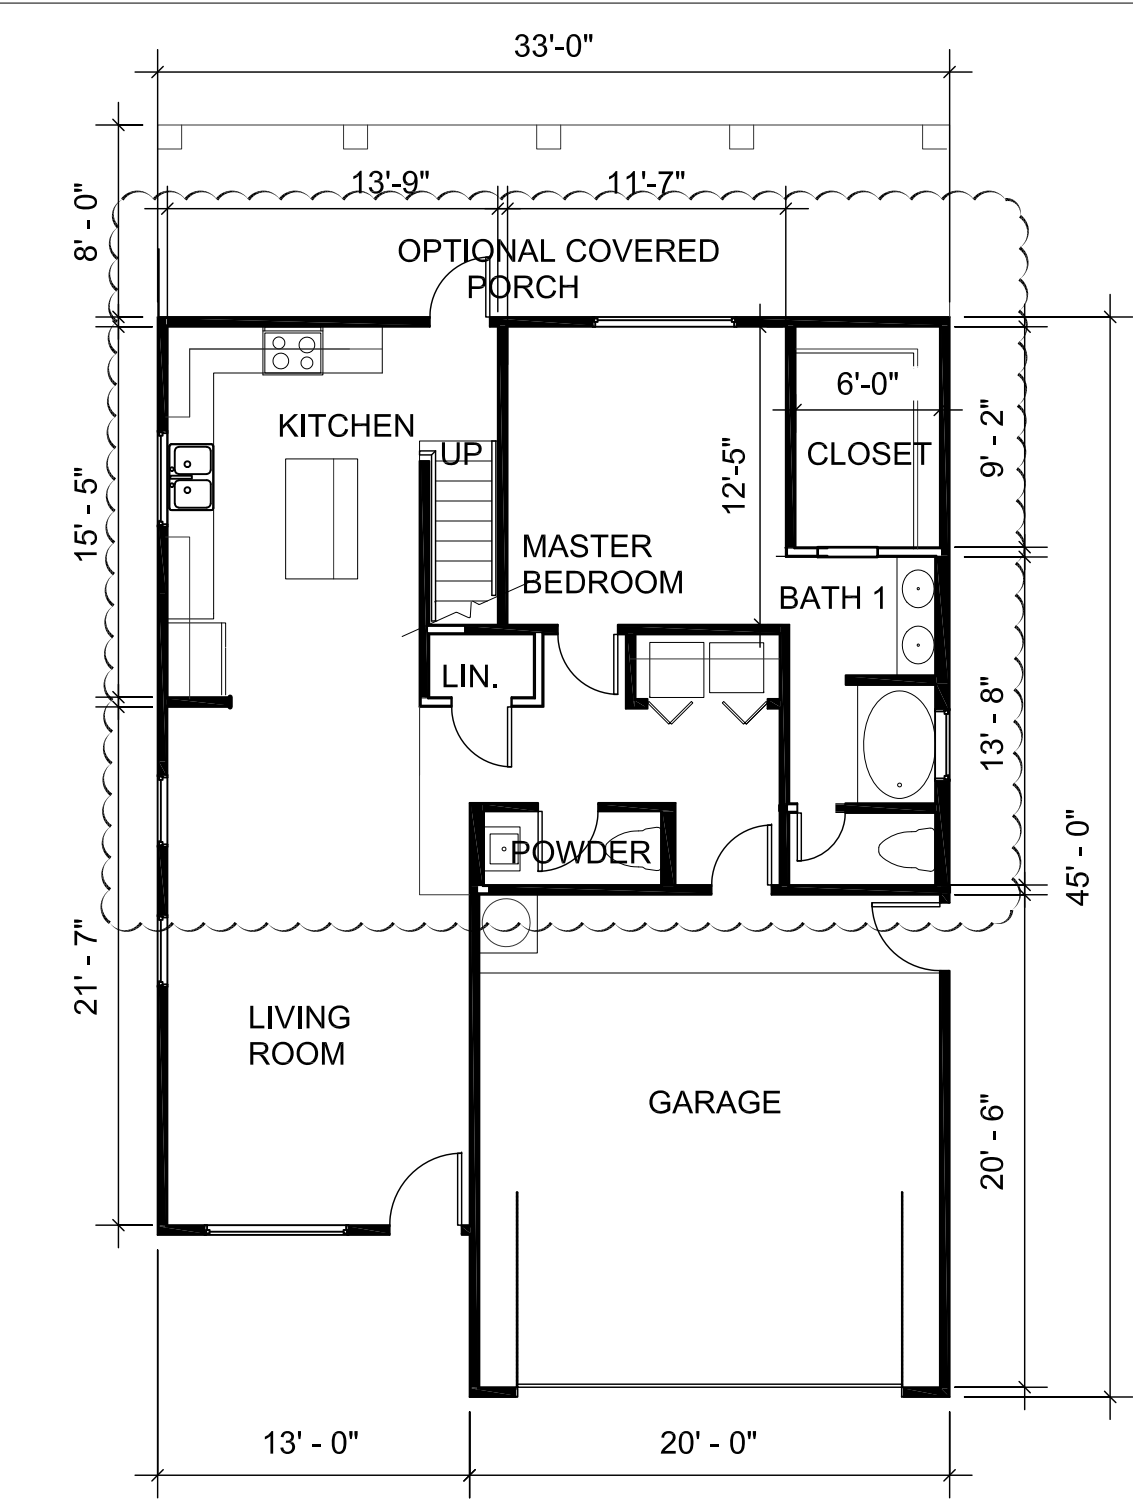 33'-0"
13'-9"
11'-7"
8' - 0"
OPTIONAL COVERED
PORCH
6'-0"
KITCHEN
UP
CLOSET
9' - 2"
12'-5"
15' - 5"
MASTER
BEDROOM
BATH 1
LIN.
13' - 8"
POWDER
45' - 0"
21' - 7"
LIVING
ROOM
GARAGE
20' - 6"
13' - 0"
20' - 0"